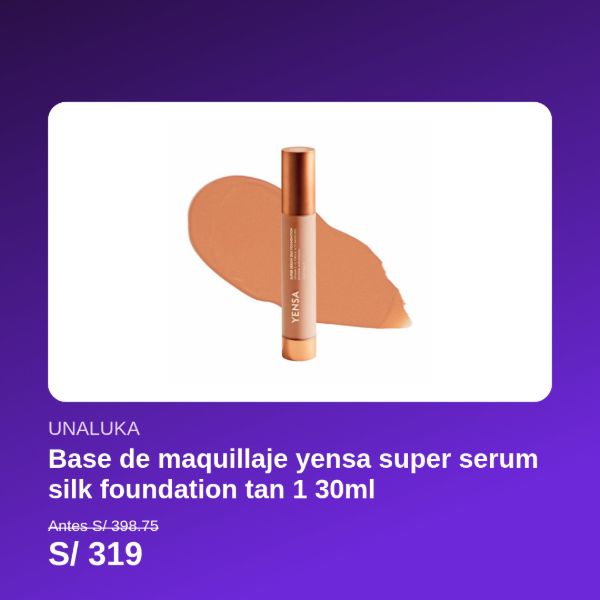 YENSA
UNALUKA
Base de maquillaje yensa super serum
silk foundation tan 1 30ml
Antes S/ 398.75
S/ 319